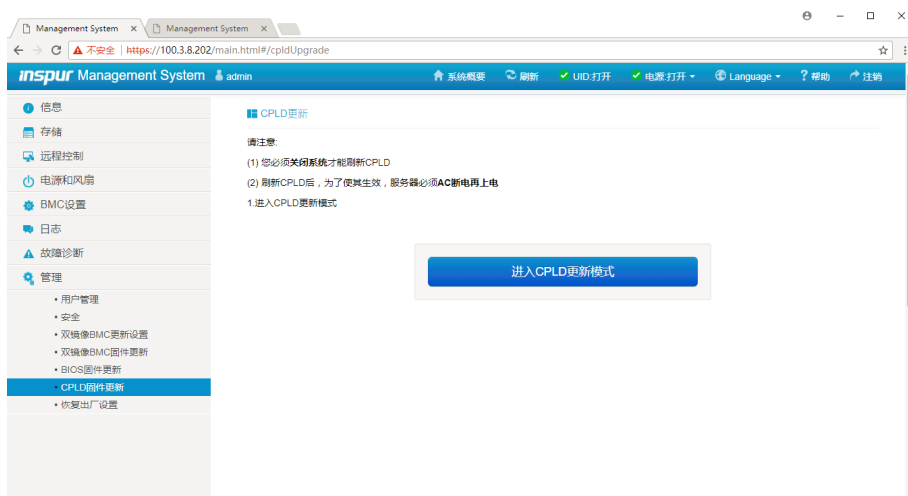 Management System
Management System
不安全 | https://100.3.8.202/main.html#/cpldUpgrade
inspur Management System admin 系统概要 刷新 UID:打开 电源:打开 Language 帮助 注销
信息
存储
远程控制
电源和风扇
BMC设置
日志
故障诊断
管理
• 用户管理
• 安全
• 双镜像BMC更新设置
• 双镜像BMC固件更新
• BIOS固件更新
• CPLD固件更新
• 恢复出厂设置
CPLD更新
请注意:
(1) 您必须关闭系统才能刷新CPLD
(2) 刷新CPLD后，为了使其生效，服务器必须AC断电再上电
1.进入CPLD更新模式
进入CPLD更新模式